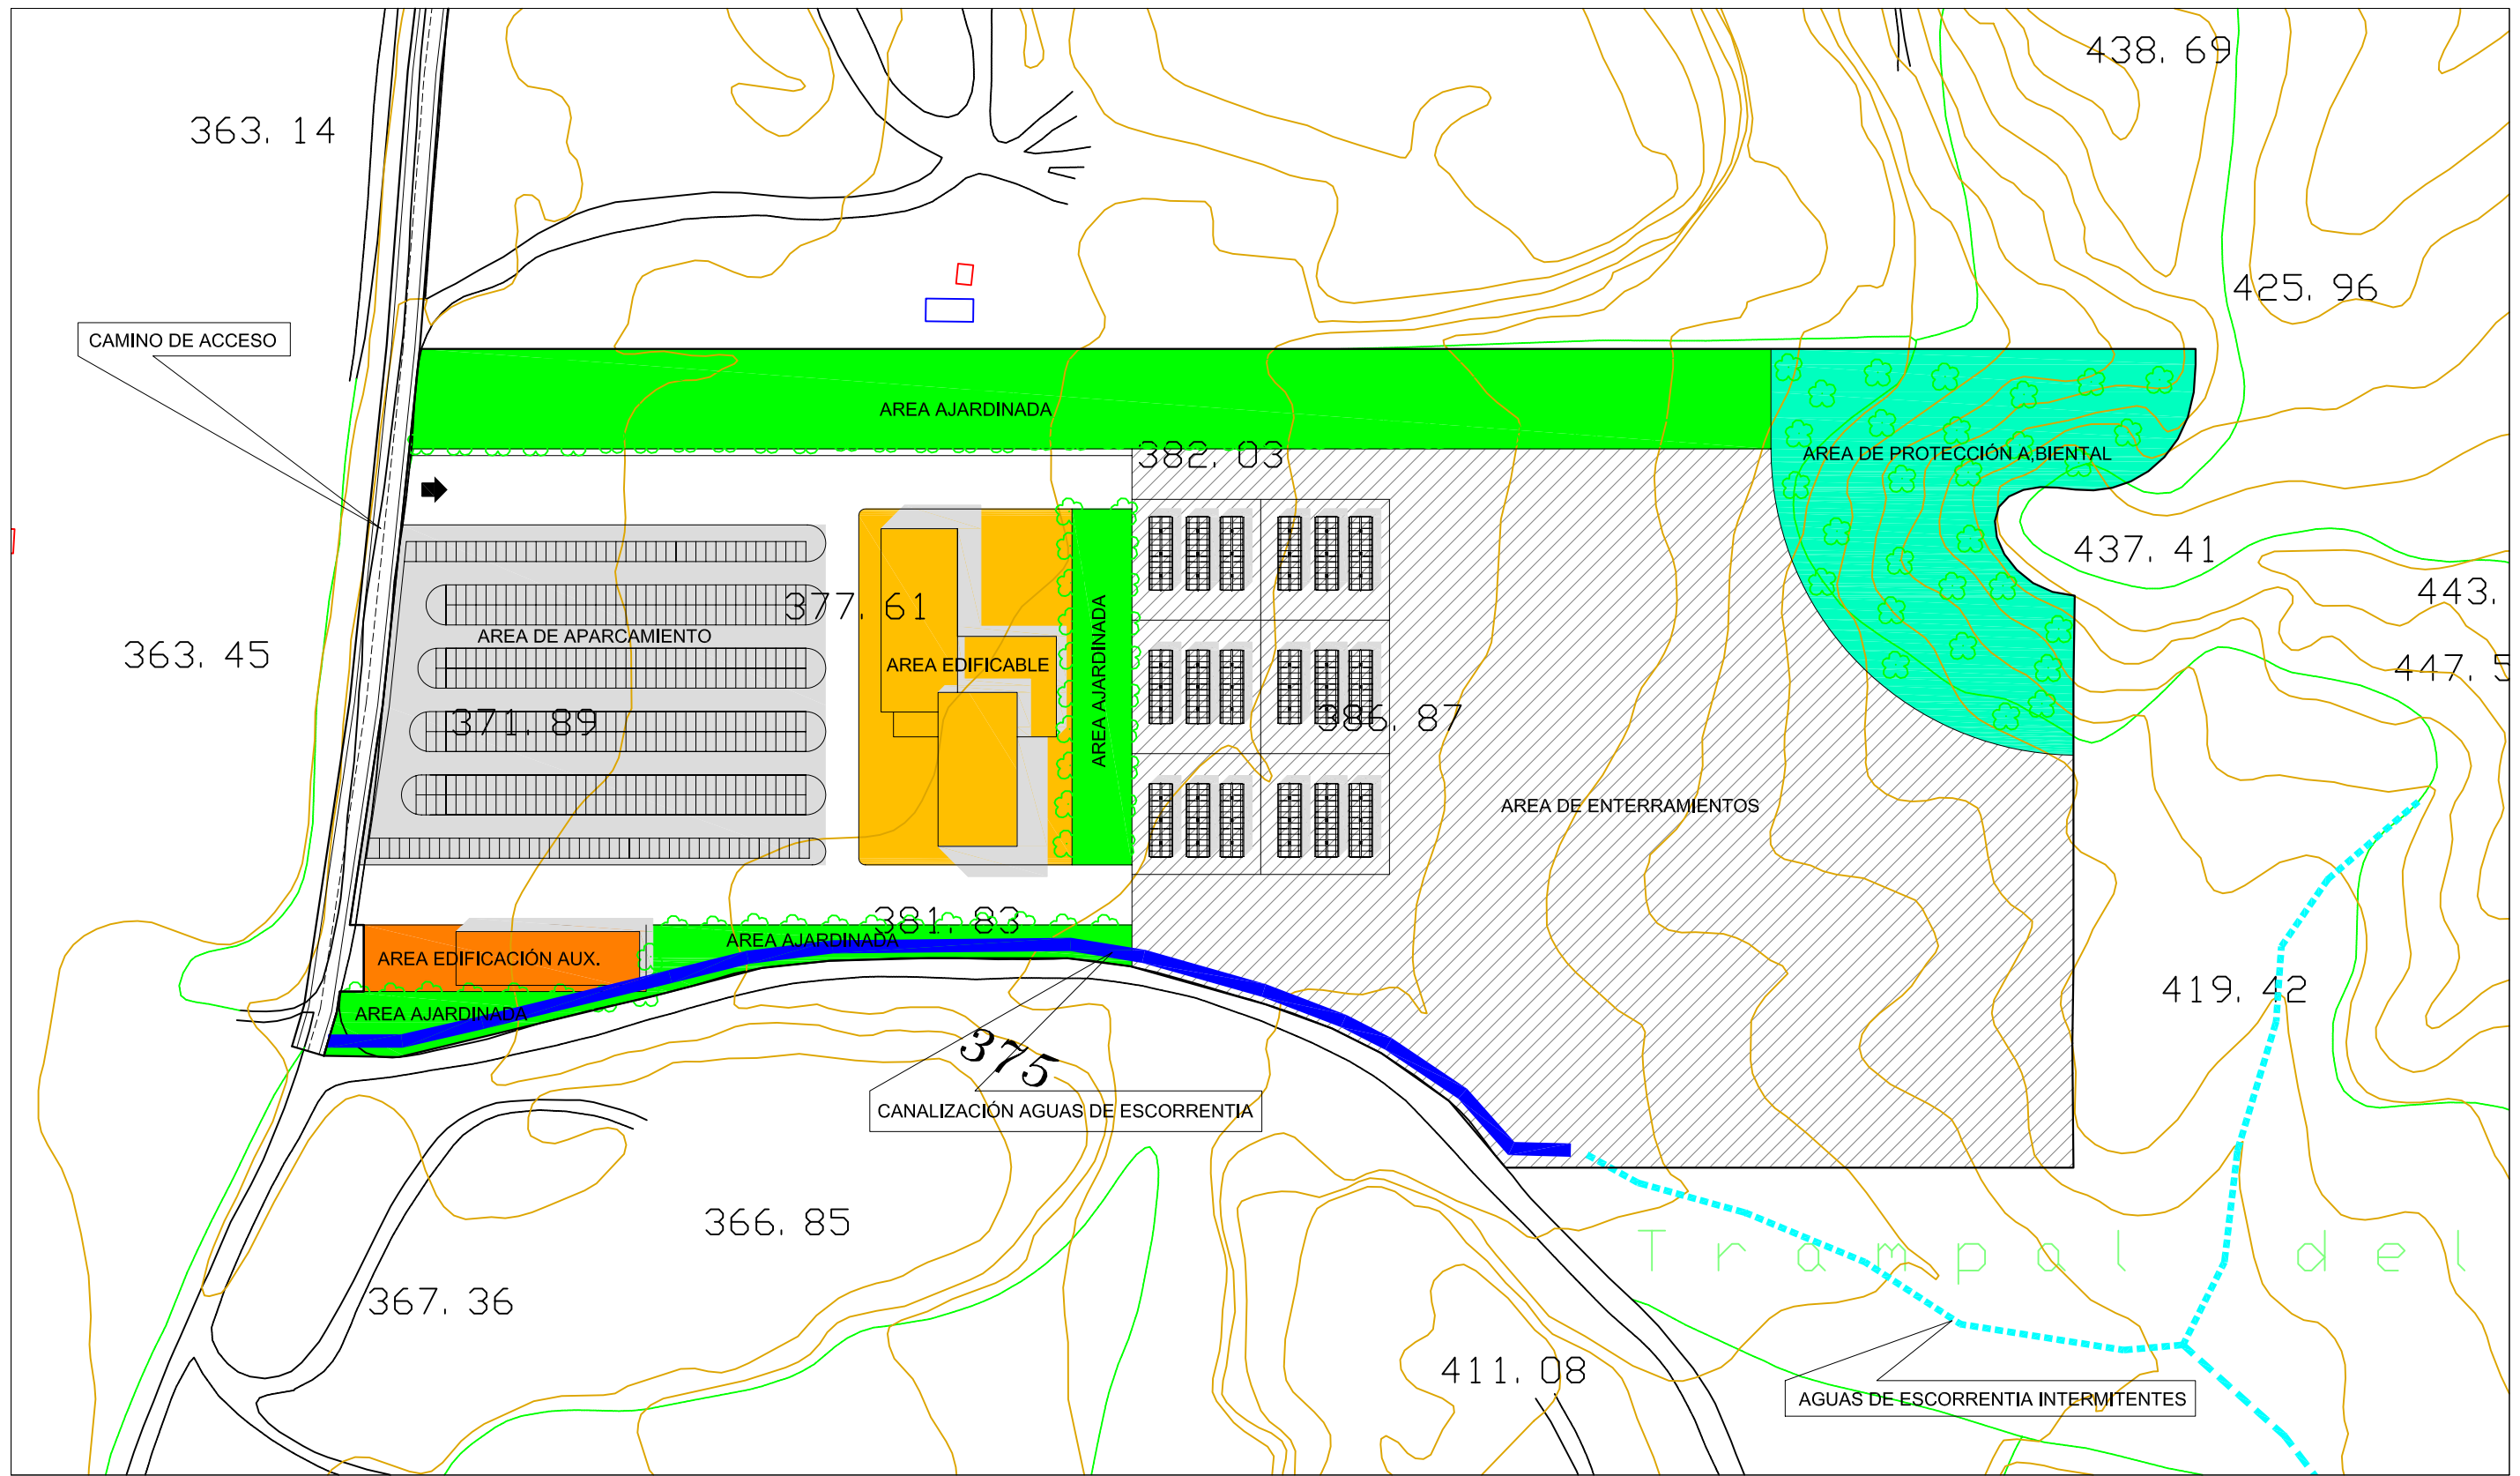 438. 69
363. 14
425. 96
CAMINO DE ACCESO
AREA AJARDINADA
382. 03
AREA DE PROTECCIÓN A,BIENTAL
437. 41
443.
377. 61
AREA DE APARCAMIENTO
363. 45
AREA EDIFICABLE
AREA AJARDINADA
447. 5
371. 89
386. 87
AREA DE ENTERRAMIENTOS
381. 83
AREA AJARDINADA
AREA EDIFICACIÓN AUX.
419. 42
AREA AJARDINADA
375
CANALIZACIÓN AGUAS DE ESCORRENTIA
366. 85
Trampal del
367. 36
411. 08
AGUAS DE ESCORRENTIA INTERMITENTES